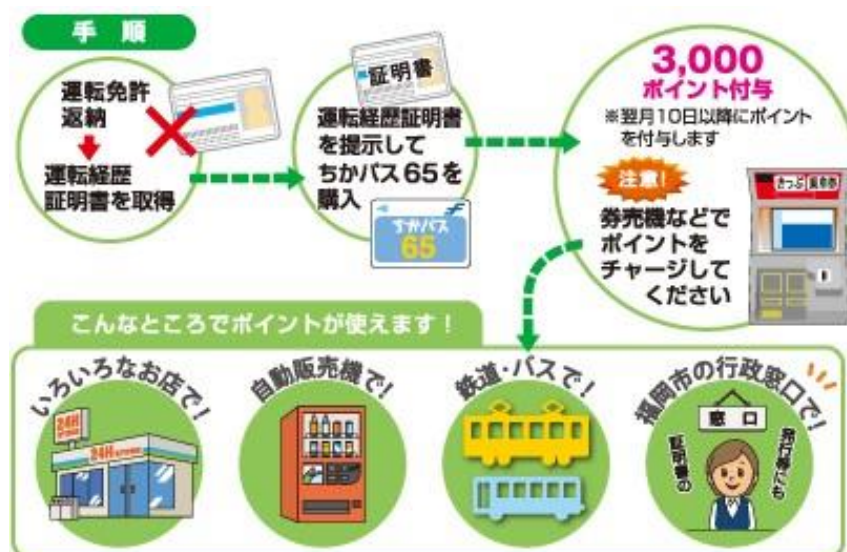 手順
運転免許
返納
運転経歴
証明書を取得
証明書
運転経歴証明書
を提示して
ちかパス65を
購入
ちかパス
65
3,000
ポイント付与
※翌月10日以降にポイント
を付与します
注意!
券売機などで
ポイントを
チャージして
ください
きっぷ
こんなところでポイントが使えます!
いろいろなお店で!
24H
24H
自動販売機で!
鉄道・バスで!
福岡市の行政窓口で!
窓口
証明書の
発行等にも